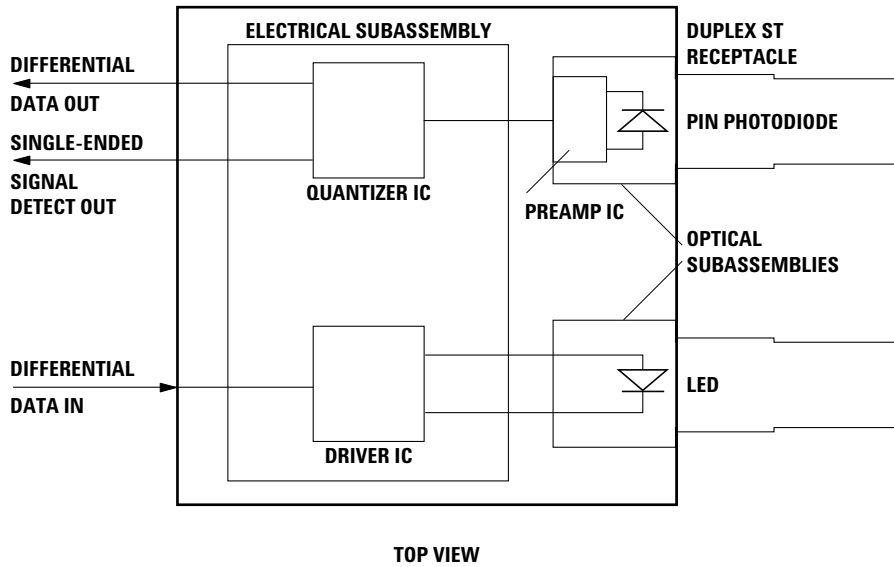 ELECTRICAL SUBASSEMBLY
DUPLEX ST
RECEPTACLE
DIFFERENTIAL
DATA OUT
SINGLE-ENDED
SIGNAL
DETECT OUT
QUANTIZER IC
PREAMP IC
PIN PHOTODIODE
OPTICAL
SUBASSEMBLIES
DIFFERENTIAL
DATA IN
DRIVER IC
LED
TOP VIEW